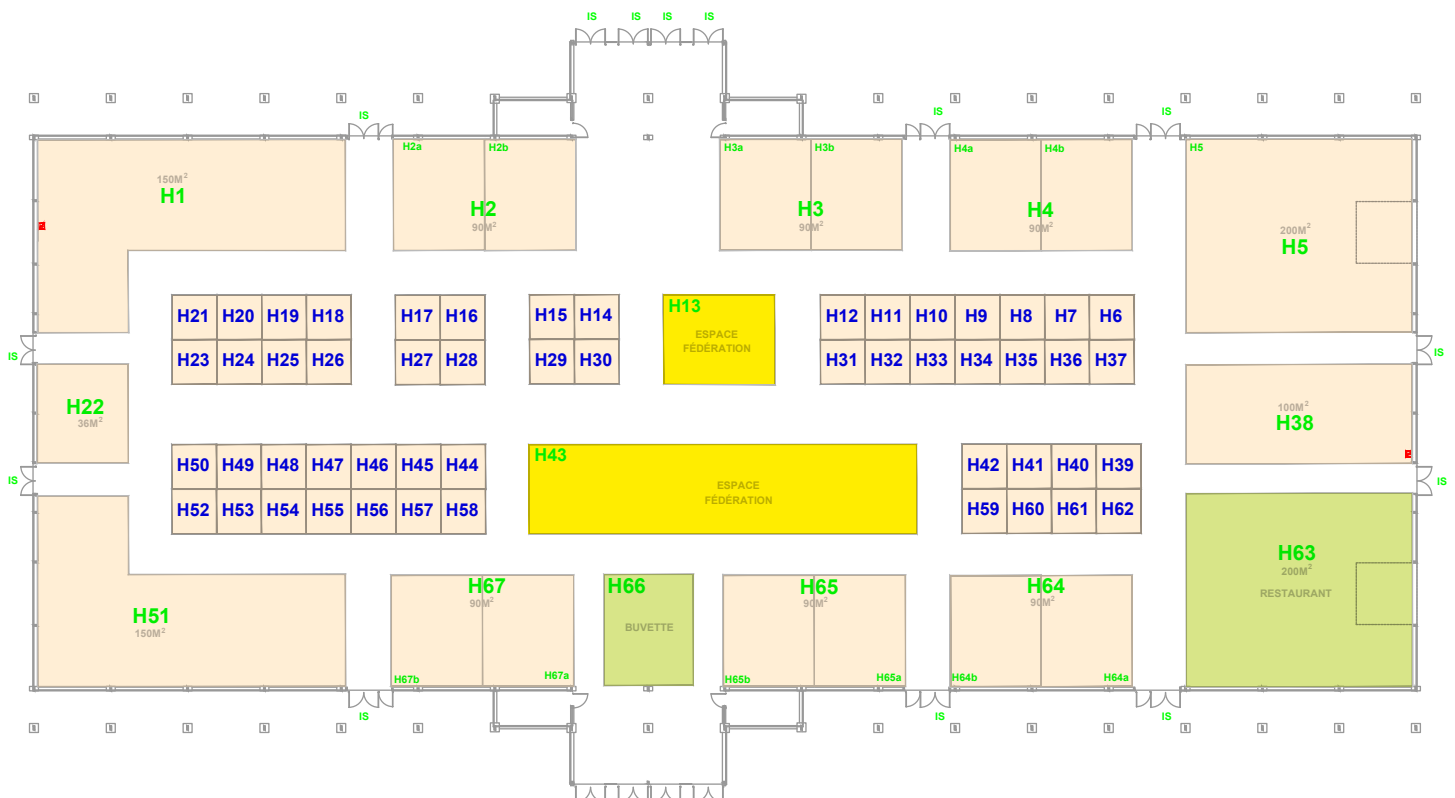 IS IS IS IS
IS IS IS
H2a H2b H3a H3b H4a H4b H5
150M²
H1
H2
90M²
H3
90M²
H4
90M²
200M²
H5
H21 H20 H19 H18 H17 H16 H15 H14
H13
ESPACE
FÉDÉRATION
H12 H11 H10 H9 H8 H7 H6
H23 H24 H25 H26 H27 H28 H29 H30
H31 H32 H33 H34 H35 H36 H37
IS IS
H22
36M²
100M²
H38
H50 H49 H48 H47 H46 H45 H44
H43
ESPACE
FÉDÉRATION
H42 H41 H40 H39
IS IS
H52 H53 H54 H55 H56 H57 H58
H59 H60 H61 H62
H63
200M²
RESTAURANT
H51
150M²
H67
90M²
H66
BUVETTE
H65
90M²
H64
90M²
H67b H67a H65b H65a H64b H64a
IS IS IS